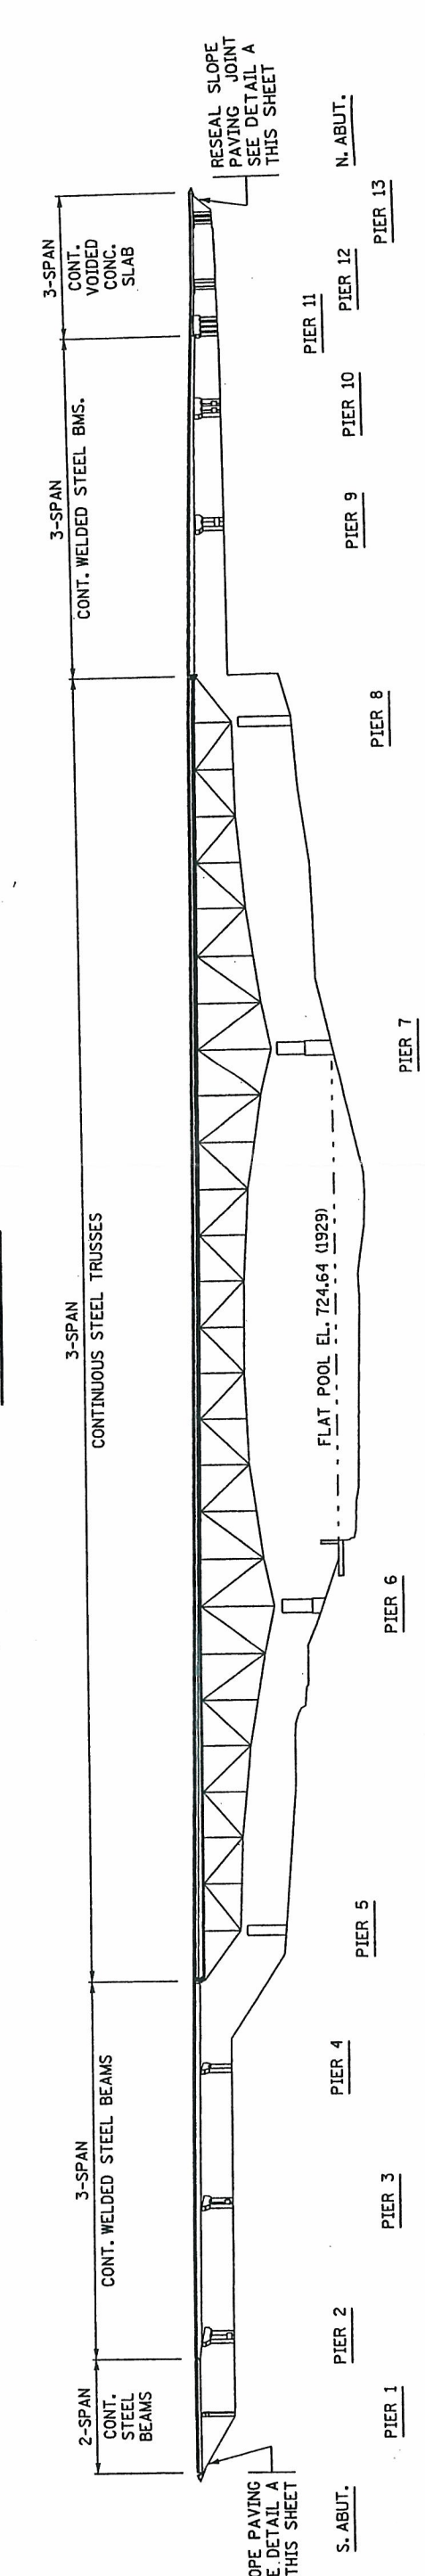 2-SPAN
CONT.
STEEL
BEAMS
3-SPAN
CONT. WELDED STEEL BEAMS
3-SPAN
CONTINUOUS STEEL TRUSSES
3-SPAN
CONT. WELDED STEEL BMS.
3-SPAN
CONT.
VOIDED
CONC.
SLAB
RESEAL SLOPE
PAVING JOINT
SEE DETAIL A
THIS SHEET
FLAT POOL EL. 724.64 (1929)
PAVING
DETAIL A
THIS SHEET
S. ABUT.
PIER 1
PIER 2
PIER 3
PIER 4
PIER 5
PIER 6
PIER 7
PIER 8
PIER 9
PIER 10
PIER 11
PIER 12
PIER 13
N. ABUT.